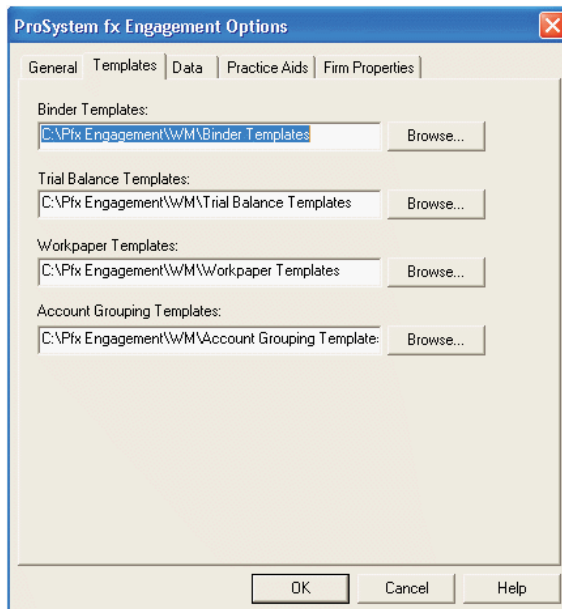 ProSystem fx Engagement Options
General Templates Data Practice Aids Firm Properties
Binder Templates:
C:\Pfx Engagement\WM\Binder Templates Browse...
Trial Balance Templates:
C:\Pfx Engagement\WM\Trial Balance Templates Browse...
Workpaper Templates:
C:\Pfx Engagement\WM\Workpaper Templates Browse...
Account Grouping Templates:
C:\Pfx Engagement\WM\Account Grouping Templates Browse...
OK Cancel Help